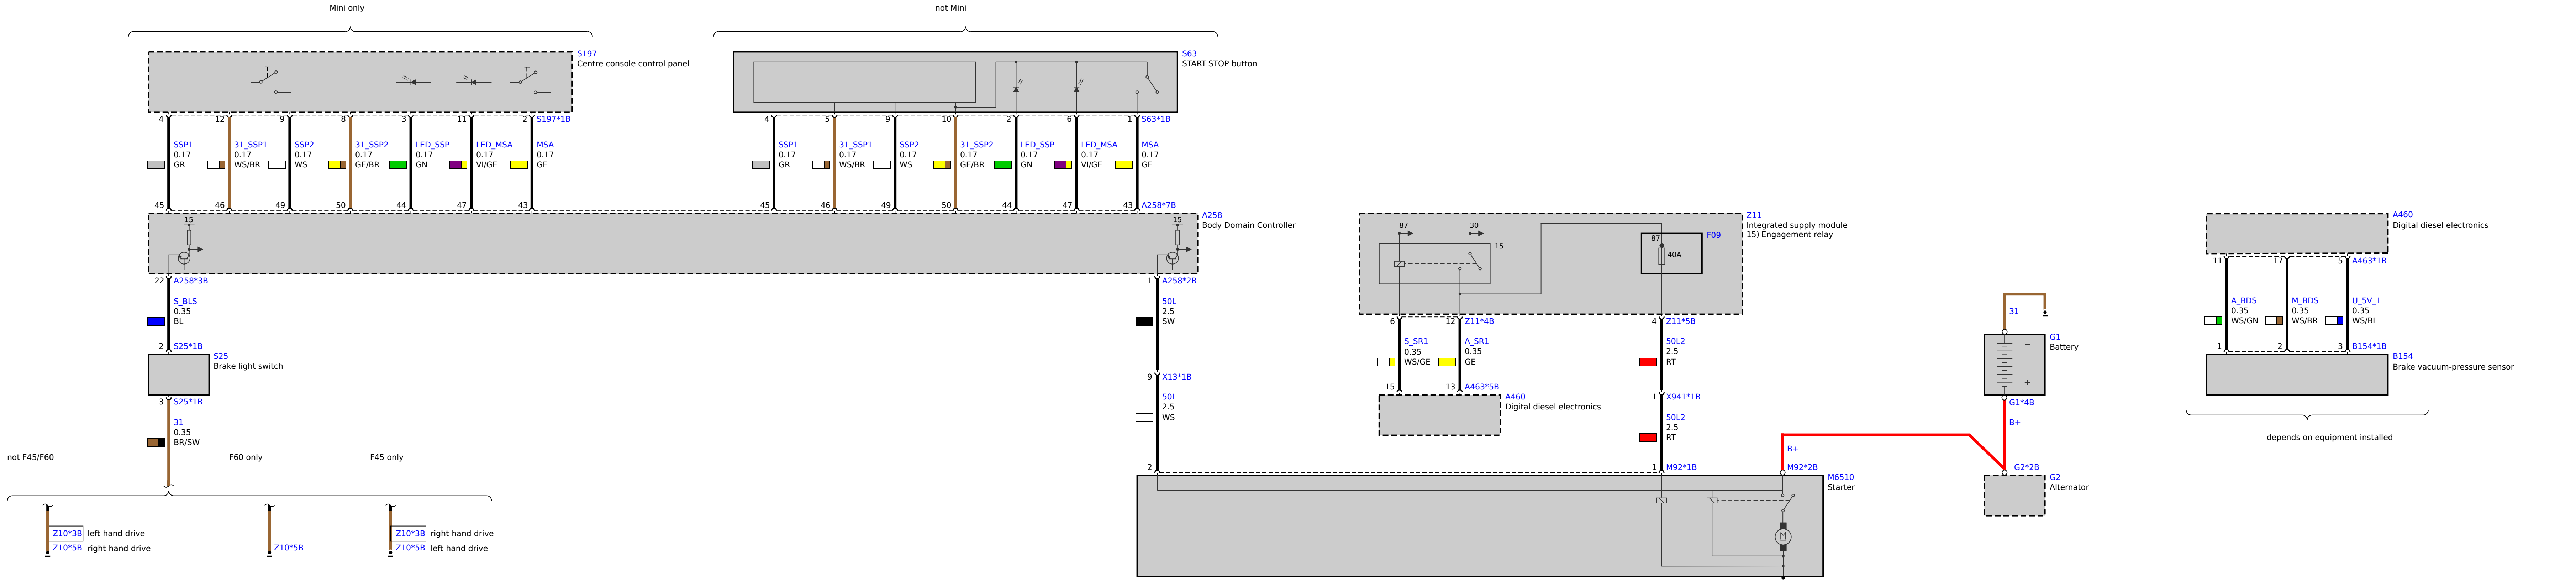 Mini only
not Mini
S197
Centre console control panel
S63
START-STOP button
4 12 9 8 3 11 2 S197*1B
4 5 9 10 2 6 1 S63*1B
SSP1 31_SSP1 SSP2 31_SSP2 LED_SSP LED_MSA MSA
0.17 0.17 0.17 0.17 0.17 0.17 0.17
GR WS/BR WS GE/BR GN VI/GE GE
SSP1 31_SSP1 SSP2 31_SSP2 LED_SSP LED_MSA MSA
0.17 0.17 0.17 0.17 0.17 0.17 0.17
GR WS/BR WS GE/BR GN VI/GE GE
45 46 49 50 44 47 43
45 46 49 50 44 47 43 A258*7B
15
15
A258
Body Domain Controller
22 A258*3B
S_BLS
0.35
BL
2 S25*1B
S25
Brake light switch
3 S25*1B
31
0.35
BR/SW
not F45/F60
F60 only
F45 only
Z10*3B left-hand drive
Z10*5B right-hand drive
Z10*5B
Z10*3B right-hand drive
Z10*5B left-hand drive
1 A258*2B
50L
2.5
SW
9 X13*1B
50L
2.5
WS
2
87 30
15
87
40A
F09
Z11
Integrated supply module
15) Engagement relay
6 12 Z11*4B
S_SR1 A_SR1
0.35 0.35
WS/GE GE
15 13 A463*5B
A460
Digital diesel electronics
4 Z11*5B
50L2
2.5
RT
1 X941*1B
50L2
2.5
RT
1 M92*1B
B+
M92*2B
M6510
Starter
M
31
G1
Battery
−
+
G1*4B
B+
G2*2B
G2
Alternator
A460
Digital diesel electronics
11 17 5 A463*1B
A_BDS M_BDS U_5V_1
0.35 0.35 0.35
WS/GN WS/BR WS/BL
1 2 3 B154*1B
B154
Brake vacuum-pressure sensor
depends on equipment installed